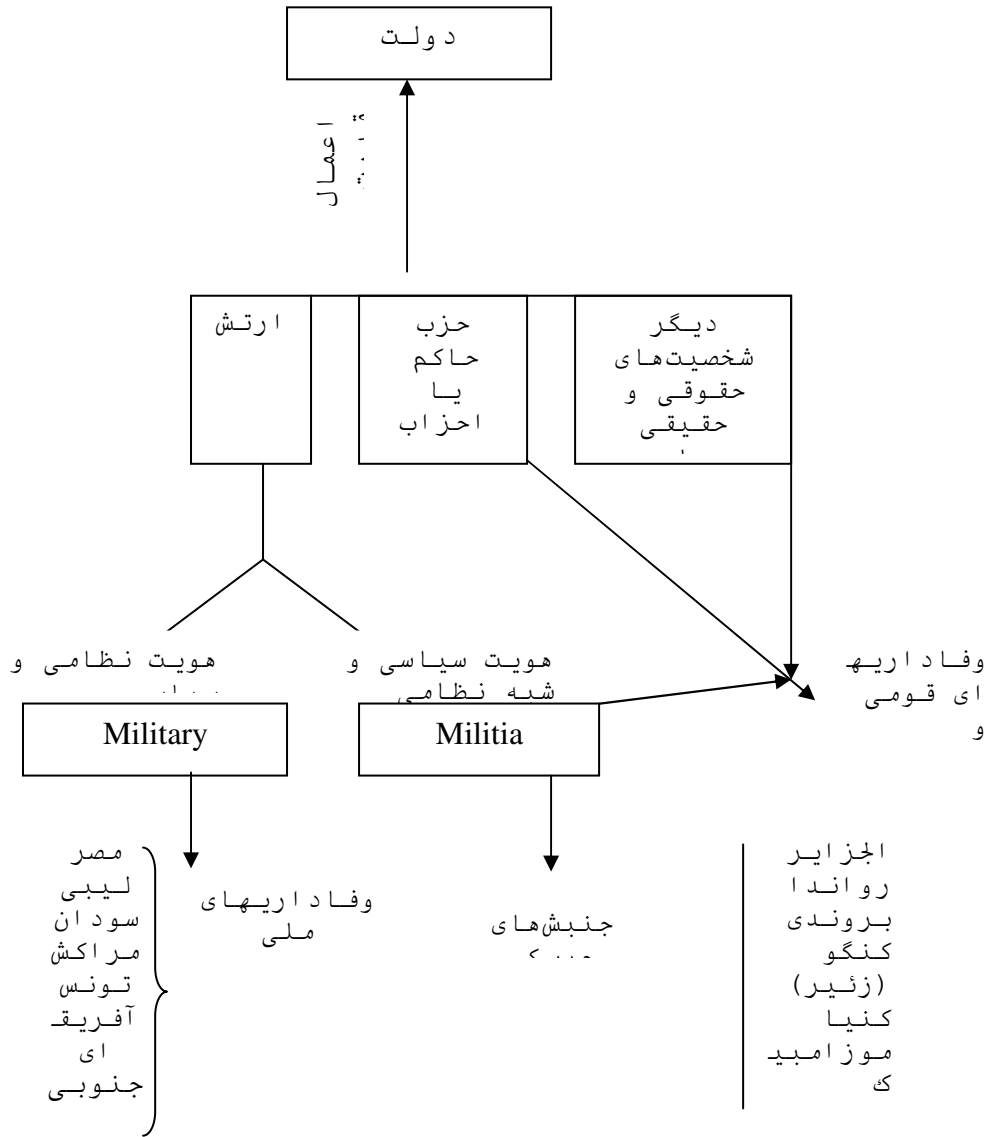 دولت
اعمال
ارتش
حزب
حاکم
یا
احزاب
دیگر
شخصیت‌های
حقوقی و
حقیقی
هویت نظامی و
هویت سیاسی و
شبه نظامی
وفاداریه
ای قومی
و
Military
Militia
مصر
لیبی
سودان
مراکش
تونس
آفریقـ
ای
جنوبی
وفاداریهای
ملی
جنبش‌های
الجزایر
رواندا
بروندی
کنگو
(زئیر)
کنیا
موزامبیـ
ک